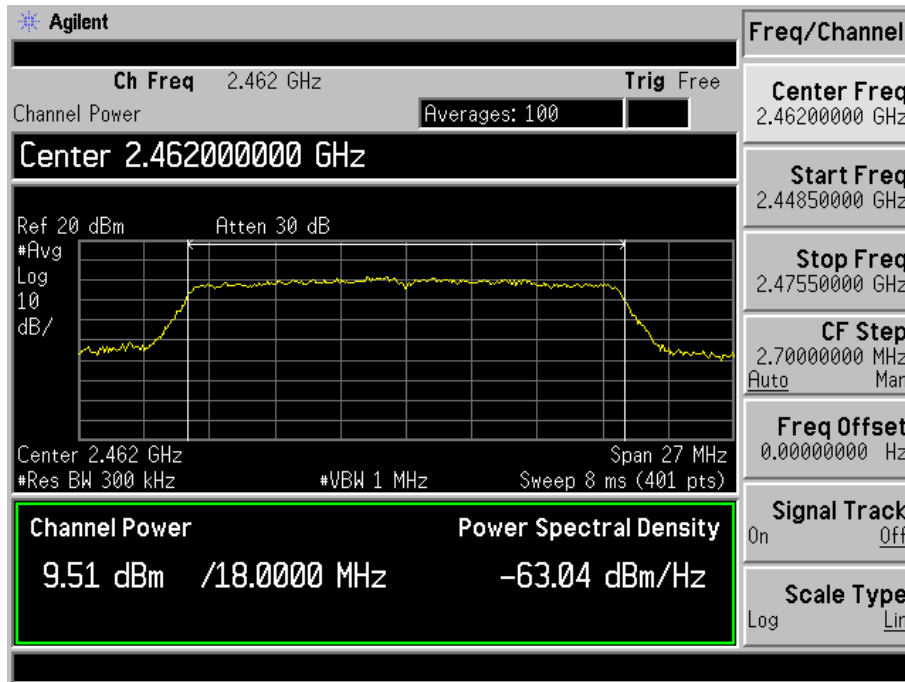 Agilent
Freq/Channel
Ch Freq 2.462 GHz Trig Free
Channel Power Averages: 100
Center 2.462000000 GHz
Ref 20 dBm Atten 30 dB
#Avg
Log
10
dB/
Center 2.462 GHz Span 27 MHz
#Res BW 300 kHz #VBW 1 MHz Sweep 8 ms (401 pts)
Channel Power Power Spectral Density
9.51 dBm /18.0000 MHz -63.04 dBm/Hz
Center Freq
2.46200000 GHz
Start Freq
2.44850000 GHz
Stop Freq
2.47550000 GHz
CF Step
2.70000000 MHz
Auto Man
Freq Offset
0.00000000 Hz
Signal Track
On Off
Scale Type
Log Lin